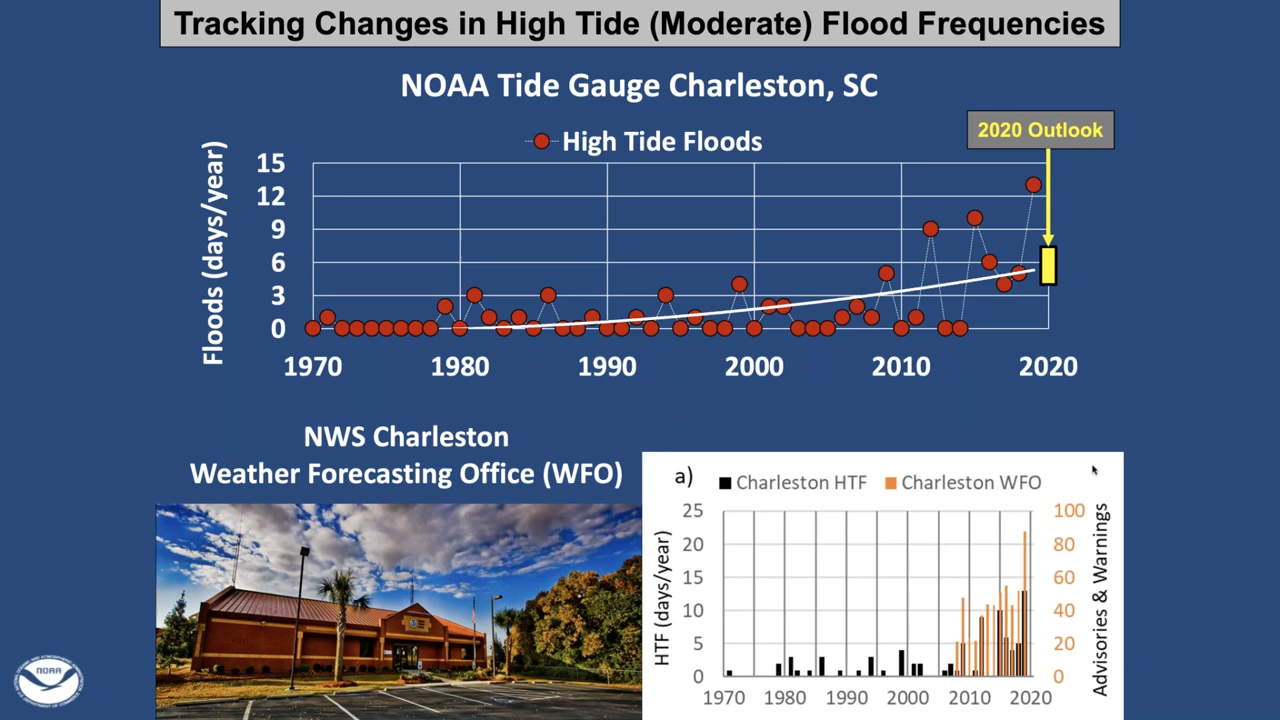 Tracking Changes in High Tide (Moderate) Flood Frequencies
NOAA Tide Gauge Charleston, SC
2020 Outlook
High Tide Floods
Floods (days/year)
15
12
9
6
3
0
1970 1980 1990 2000 2010 2020
NWS Charleston
Weather Forecasting Office (WFO)
a) Charleston HTF Charleston WFO
HTF (days/year)
25
20
15
10
5
0
100
80
60
40
20
0
Advisories & Warnings
1970 1980 1990 2000 2010 2020
NOAA